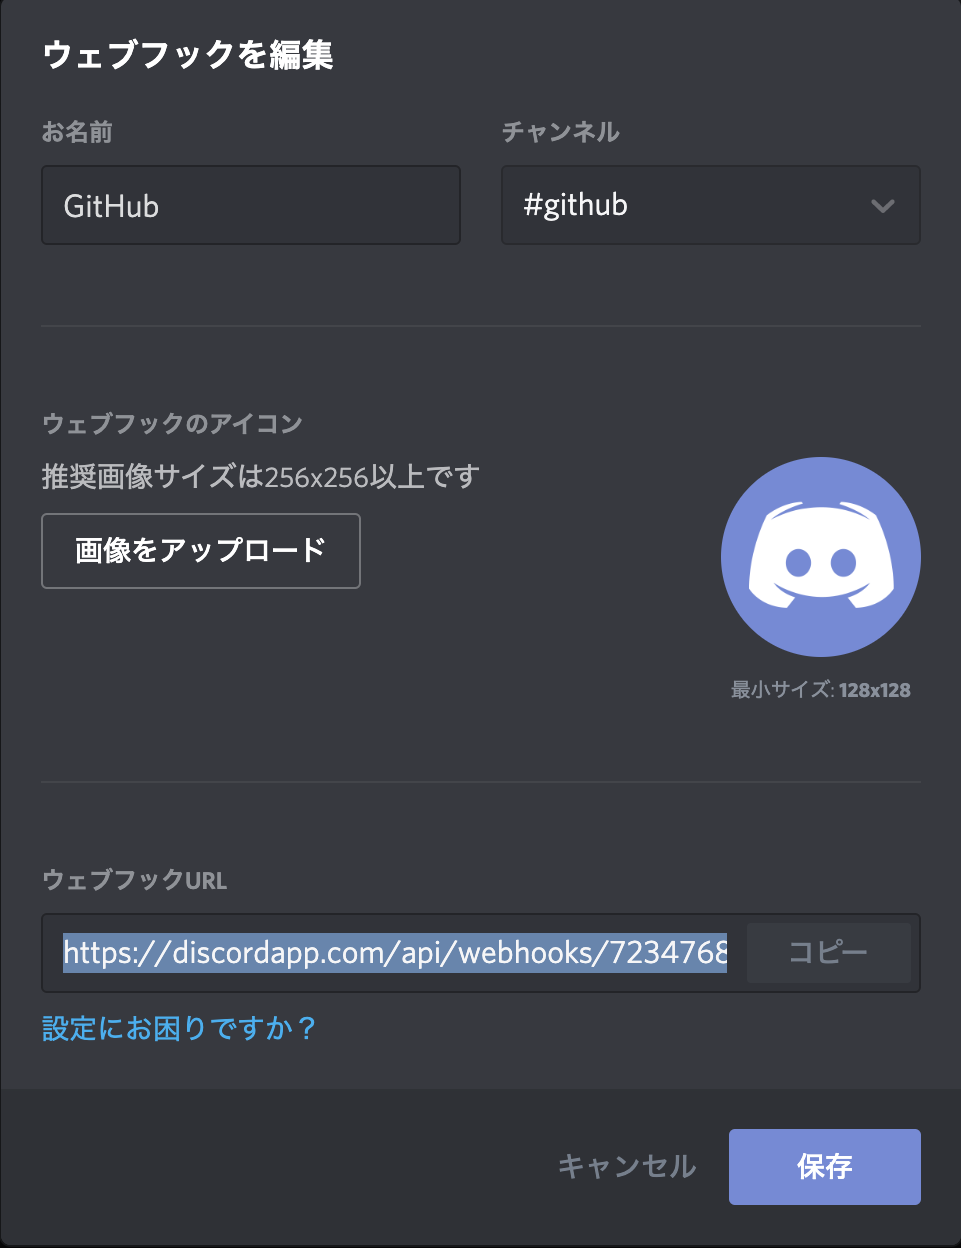 ウェブフックを編集
お名前
チャンネル
GitHub
#github
ウェブフックのアイコン
推奨画像サイズは256x256以上です
画像をアップロード
最小サイズ: 128x128
ウェブフックURL
https://discordapp.com/api/webhooks/7234768
コピー
設定にお困りですか？
キャンセル
保存